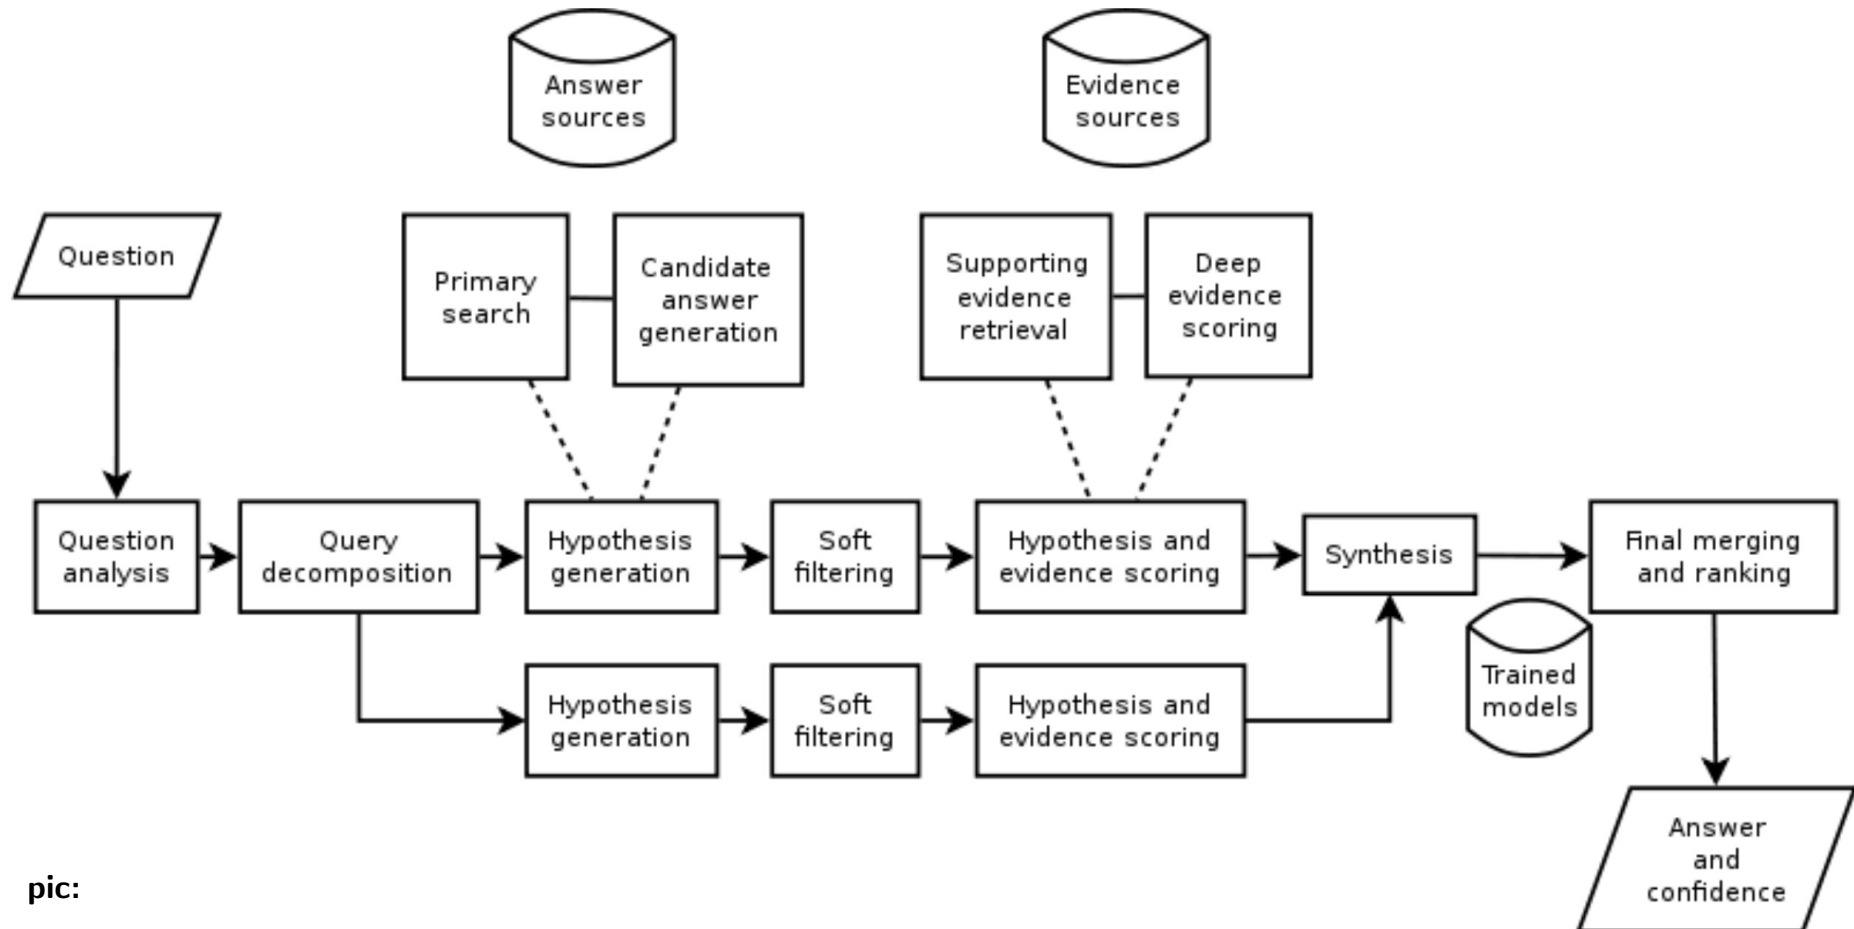 Answer
sources
Evidence
sources
Question
Primary
search
Candidate
answer
generation
Supporting
evidence
retrieval
Deep
evidence
scoring
Question
analysis
Query
decomposition
Hypothesis
generation
Soft
filtering
Hypothesis and
evidence scoring
Synthesis
Final merging
and ranking
Hypothesis
generation
Soft
filtering
Hypothesis and
evidence scoring
Trained
models
Answer
and
confidence
pic: